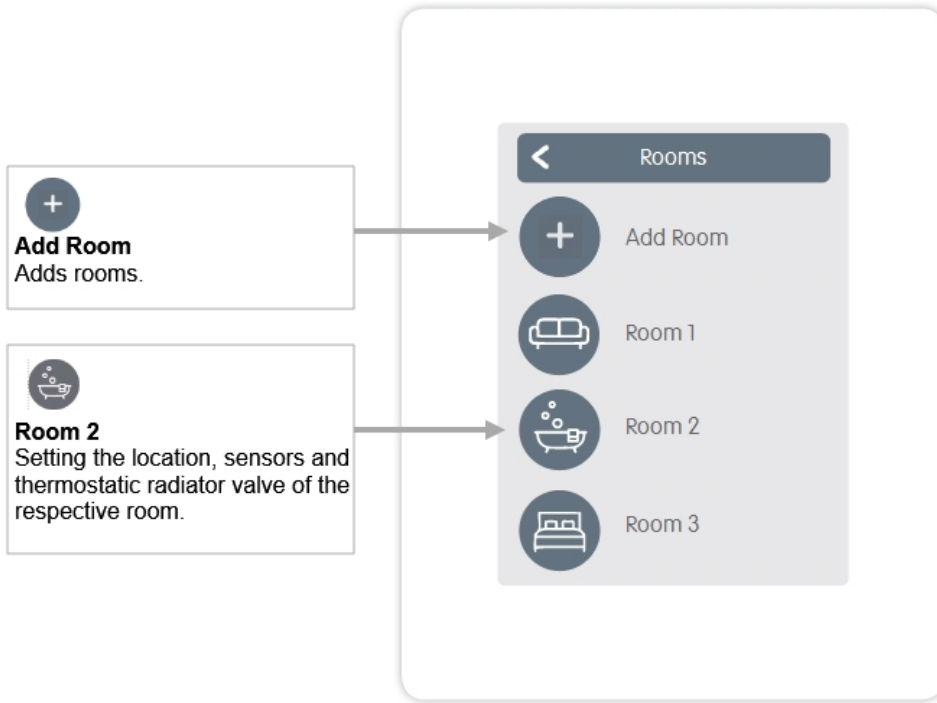 Add Room
Adds rooms.
Room 2
Setting the location, sensors and
thermostatic radiator valve of the
respective room.
Rooms
Add Room
Room 1
Room 2
Room 3